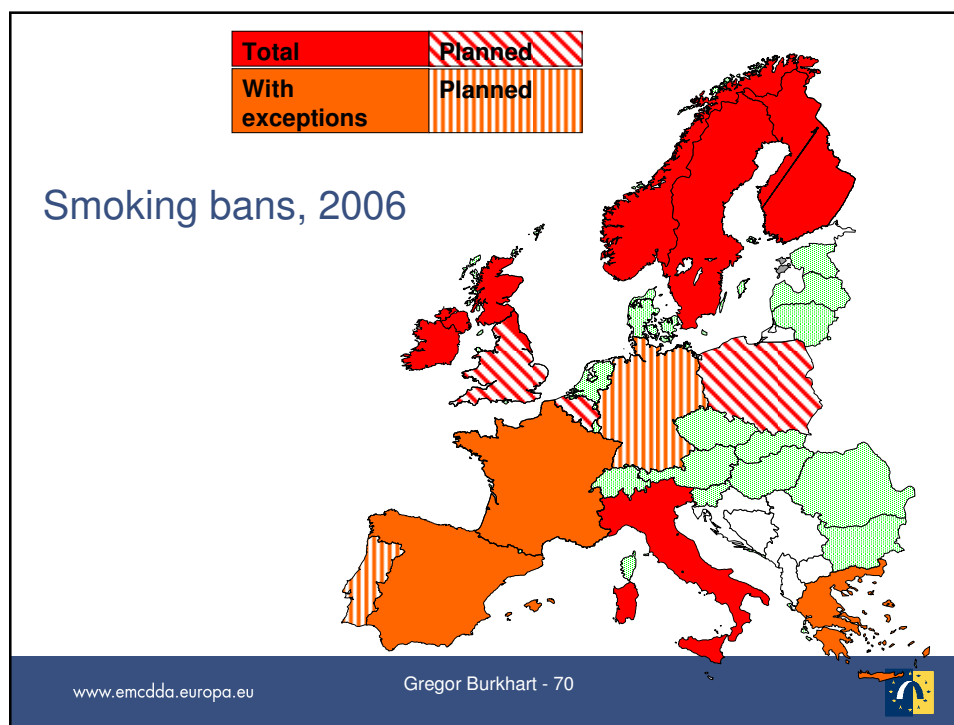 Total Planned
With Planned
exceptions
Smoking bans, 2006
www.emcdda.europa.eu Gregor Burkhart - 70